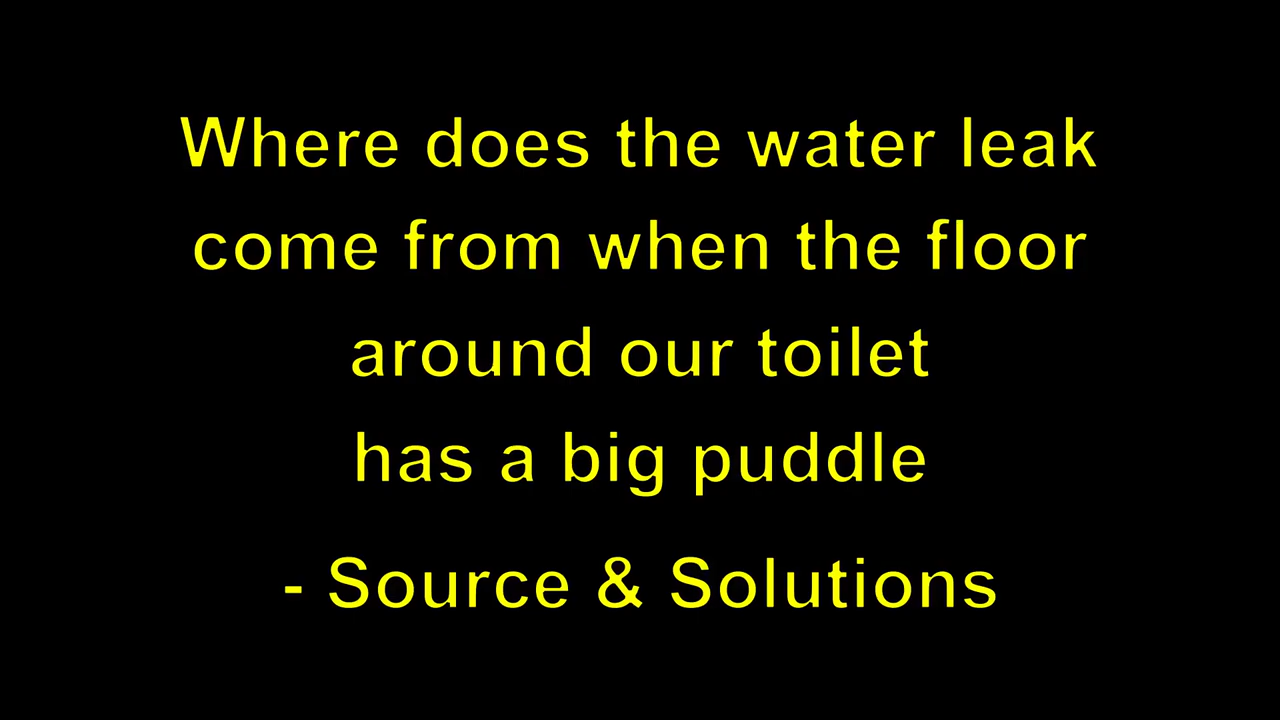 Where does the water leak
come from when the floor
around our toilet
has a big puddle
- Source & Solutions